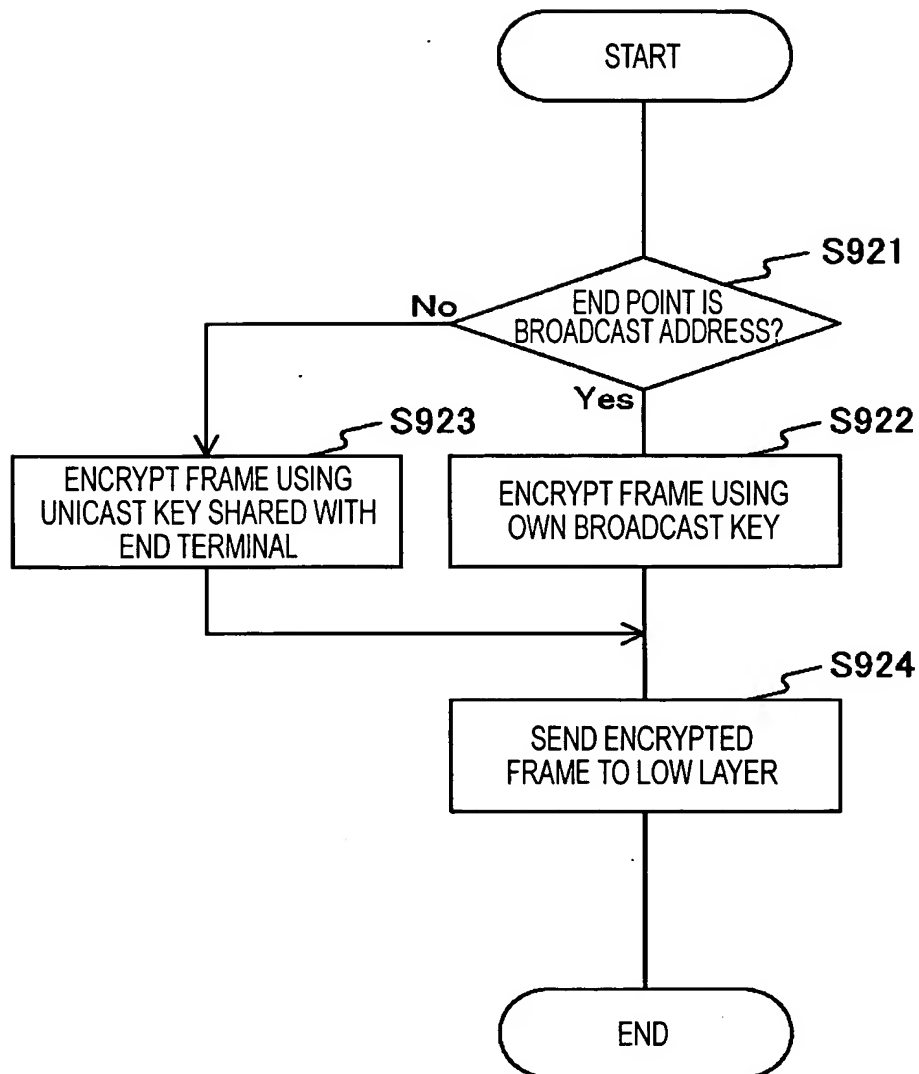 START
S921
No
END POINT IS
BROADCAST ADDRESS?
Yes
S923
S922
ENCRYPT FRAME USING
UNICAST KEY SHARED WITH
END TERMINAL
ENCRYPT FRAME USING
OWN BROADCAST KEY
S924
SEND ENCRYPTED
FRAME TO LOW LAYER
END